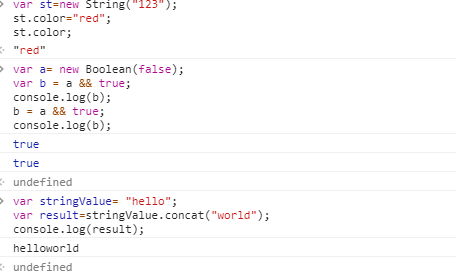 var st=new String("123");
st.color="red";
st.color;
"red"
var a= new Boolean(false);
var b = a && true;
console.log(b);
b = a && true;
console.log(b);
true
true
undefined
var stringValue= "hello";
var result=stringValue.concat("world");
console.log(result);
helloworld
undefined